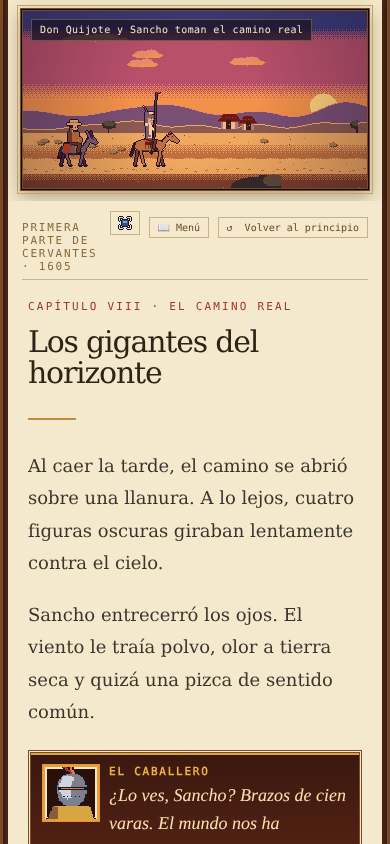 Don Quijote y Sancho toman el camino real
PRIMERA
PARTE DE
CERVANTES
· 1605
📖 Menú
↺ Volver al principio
CAPÍTULO VIII · EL CAMINO REAL
Los gigantes del
horizonte
Al caer la tarde, el camino se abrió
sobre una llanura. A lo lejos, cuatro
figuras oscuras giraban lentamente
contra el cielo.
Sancho entrecerró los ojos. El
viento le traía polvo, olor a tierra
seca y quizá una pizca de sentido
común.
EL CABALLERO
¿Lo ves, Sancho? Brazos de cien
varas. El mundo nos ha